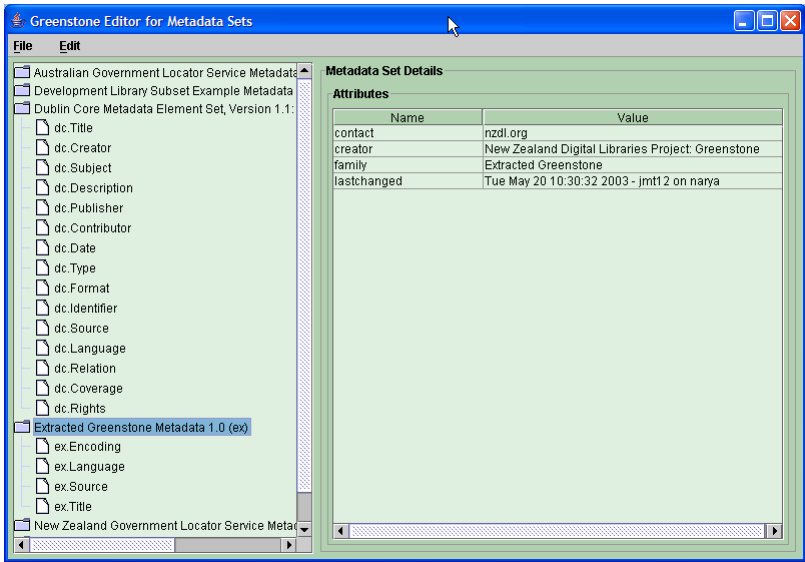 Greenstone Editor for Metadata Sets
File Edit
Australian Government Locator Service Metadata
Development Library Subset Example Metadata
Dublin Core Metadata Element Set, Version 1.1:
dc.Title
dc.Creator
dc.Subject
dc.Description
dc.Publisher
dc.Contributor
dc.Date
dc.Type
dc.Format
dc.Identifier
dc.Source
dc.Language
dc.Relation
dc.Coverage
dc.Rights
Extracted Greenstone Metadata 1.0 (ex)
ex.Encoding
ex.Language
ex.Source
ex.Title
New Zealand Government Locator Service
Metadata Set Details
Attributes
Name Value
contact nzdl.org
creator New Zealand Digital Libraries Project: Greenstone
family Extracted Greenstone
lastchanged Tue May 20 10:30:32 2003 - jmt12 on narya